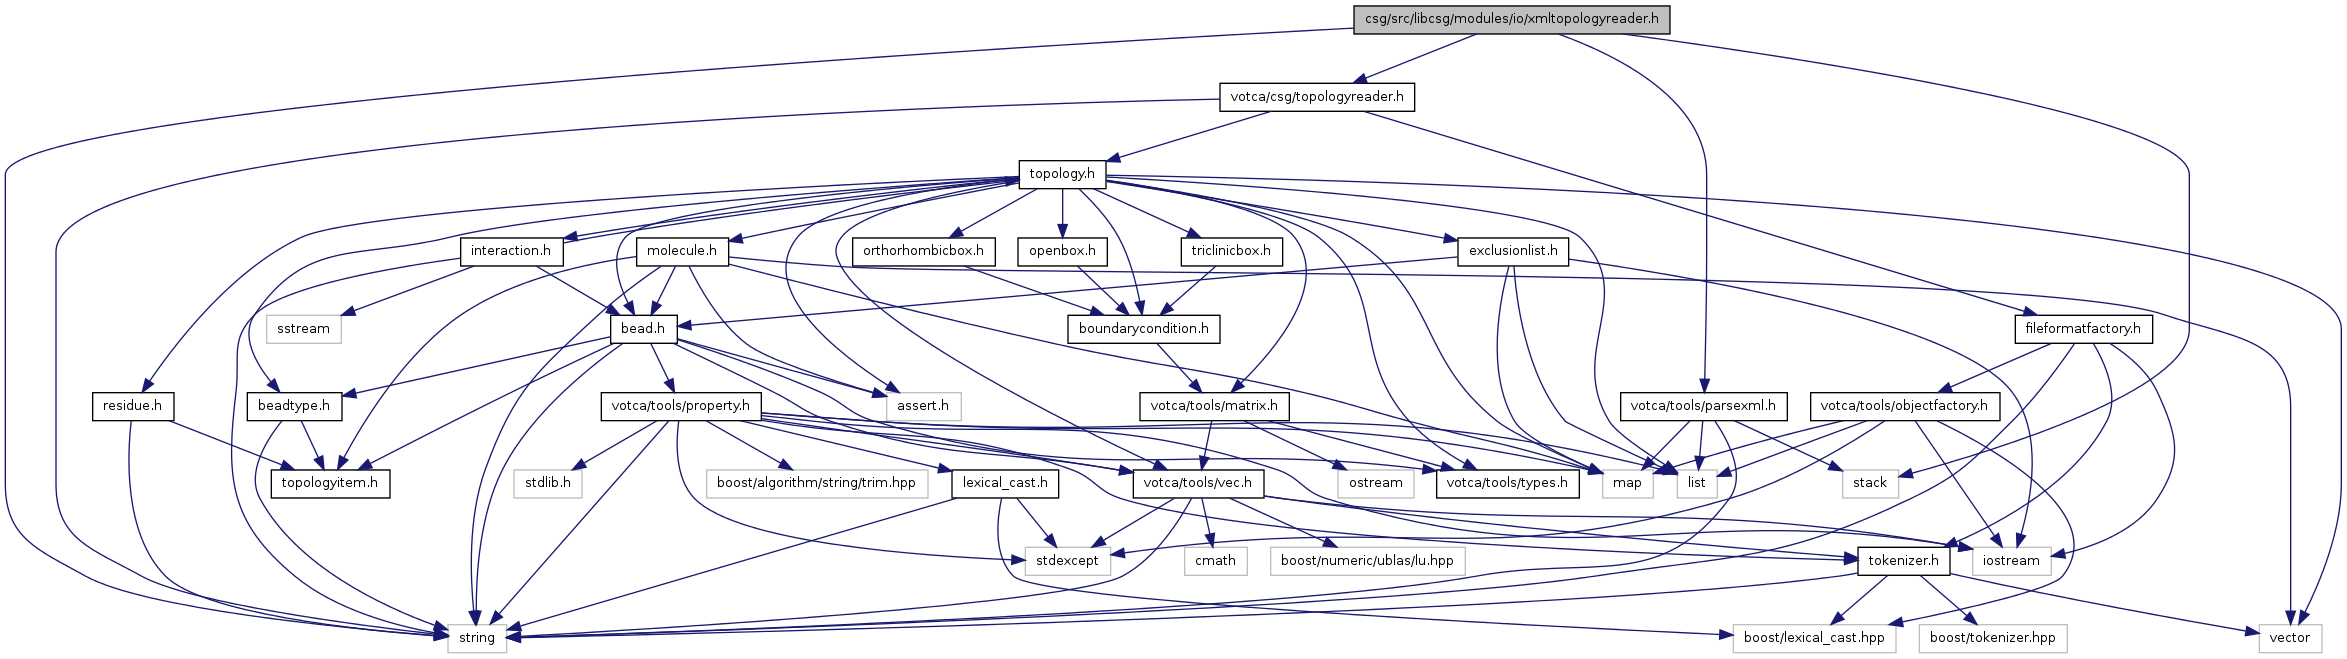 csg/src/libcsg/modules/io/xmltopologyreader.h
votca/csg/topologyreader.h
topology.h
interaction.h
molecule.h
orthorhombicbox.h
openbox.h
triclinicbox.h
exclusionlist.h
sstream
bead.h
boundarycondition.h
fileformatfactory.h
residue.h
beadtype.h
votca/tools/property.h
assert.h
votca/tools/matrix.h
votca/tools/parsexml.h
votca/tools/objectfactory.h
topologyitem.h
stdlib.h
boost/algorithm/string/trim.hpp
lexical_cast.h
votca/tools/vec.h
ostream
votca/tools/types.h
map
list
stack
stdexcept
cmath
boost/numeric/ublas/lu.hpp
tokenizer.h
iostream
string
boost/lexical_cast.hpp
boost/tokenizer.hpp
vector